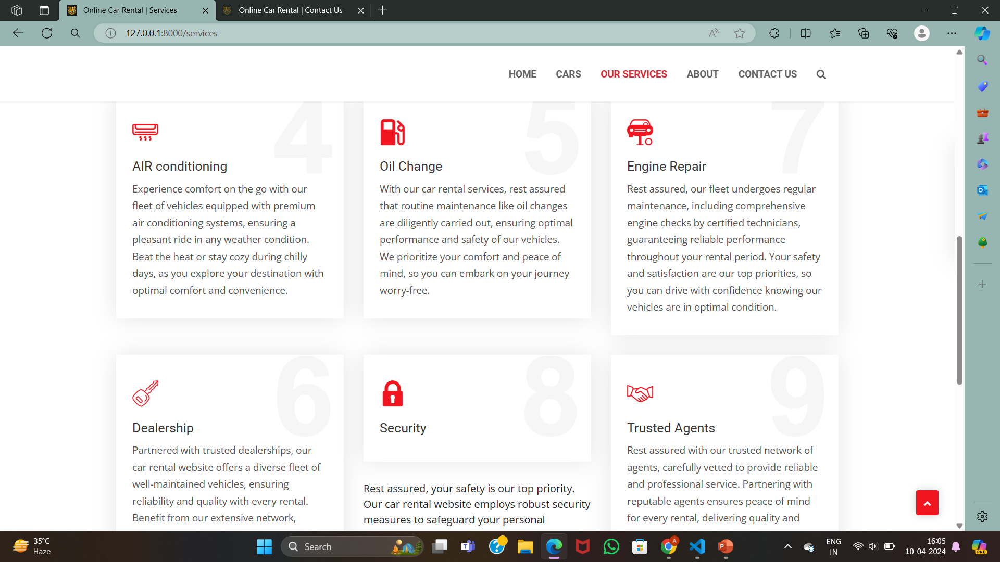 Online Car Rental | Services
Online Car Rental | Contact Us
127.0.0.1:8000/services
HOME CARS OUR SERVICES ABOUT CONTACT US
4
AIR conditioning
Experience comfort on the go with our
fleet of vehicles equipped with premium
air conditioning systems, ensuring a
pleasant ride in any weather condition.
Beat the heat or stay cozy during chilly
days, as you explore your destination with
optimal comfort and convenience.
5
Oil Change
With our car rental services, rest assured
that routine maintenance like oil changes
are diligently carried out, ensuring optimal
performance and safety of our vehicles.
We prioritize your comfort and peace of
mind, so you can embark on your journey
worry-free.
7
Engine Repair
Rest assured, our fleet undergoes regular
maintenance, including comprehensive
engine checks by certified technicians,
guaranteeing reliable performance
throughout your rental period. Your safety
and satisfaction are our top priorities, so
you can drive with confidence knowing our
vehicles are in optimal condition.
6
Dealership
Partnered with trusted dealerships, our
car rental website offers a diverse fleet of
well-maintained vehicles, ensuring
reliability and quality with every rental.
Benefit from our extensive network,
8
Security
Rest assured, your safety is our top priority.
Our car rental website employs robust security
measures to safeguard your personal
9
Trusted Agents
Rest assured with our trusted network of
agents, carefully vetted to provide reliable
and professional service. Partnering with
reputable agents ensures peace of mind
for every rental, delivering quality and
35°C
Haze
Search
A
ENG
IN
16:05
10-04-2024
PRE